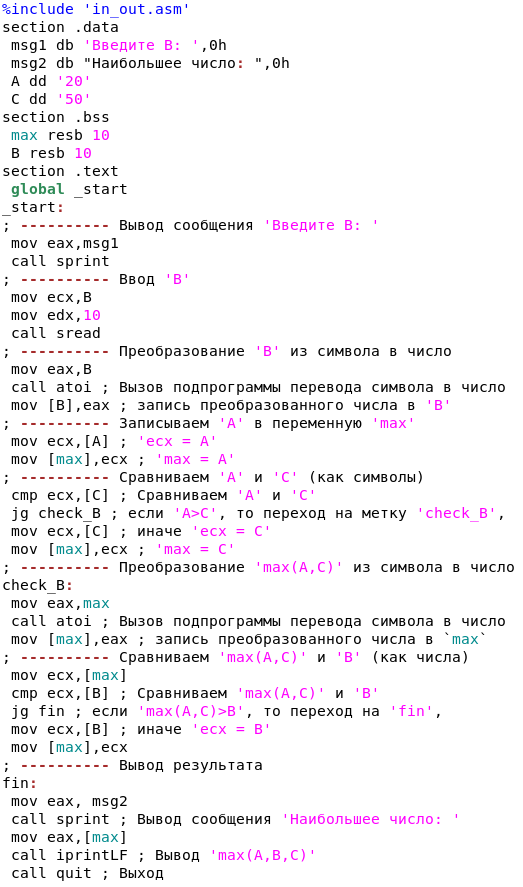 %include 'in_out.asm'
section .data
 msg1 db 'Введите B: ',0h
 msg2 db "Наибольшее число: ",0h
 A dd '20'
 C dd '50'
section .bss
 max resb 10
 B resb 10
section .text
 global _start
_start:
; ---------- Вывод сообщения 'Введите B: '
 mov eax,msg1
 call sprint
; ---------- Ввод 'B'
 mov ecx,B
 mov edx,10
 call sread
; ---------- Преобразование 'B' из символа в число
 mov eax,B
 call atoi ; Вызов подпрограммы перевода символа в число
 mov [B],eax ; запись преобразованного числа в 'B'
; ---------- Записываем 'A' в переменную 'max'
 mov ecx,[A] ; 'ecx = A'
 mov [max],ecx ; 'max = A'
; ---------- Сравниваем 'A' и 'C' (как символы)
 cmp ecx,[C] ; Сравниваем 'A' и 'C'
 jg check_B ; если 'A>C', то переход на метку 'check_B',
 mov ecx,[C] ; иначе 'ecx = C'
 mov [max],ecx ; 'max = C'
; ---------- Преобразование 'max(A,C)' из символа в число
check_B:
 mov eax,max
 call atoi ; Вызов подпрограммы перевода символа в число
 mov [max],eax ; запись преобразованного числа в `max`
; ---------- Сравниваем 'max(A,C)' и 'B' (как числа)
 mov ecx,[max]
 cmp ecx,[B] ; Сравниваем 'max(A,C)' и 'B'
 jg fin ; если 'max(A,C)>B', то переход на 'fin',
 mov ecx,[B] ; иначе 'ecx = B'
 mov [max],ecx
; ---------- Вывод результата
fin:
 mov eax, msg2
 call sprint ; Вывод сообщения 'Наибольшее число: '
 mov eax,[max]
 call iprintLF ; Вывод 'max(A,B,C)'
 call quit ; Выход